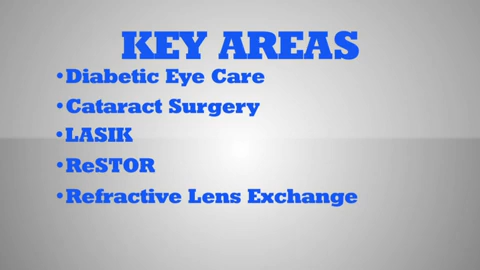 KEY AREAS
•Diabetic Eye Care
•Cataract Surgery
•LASIK
•ReSTOR
•Refractive Lens Exchange